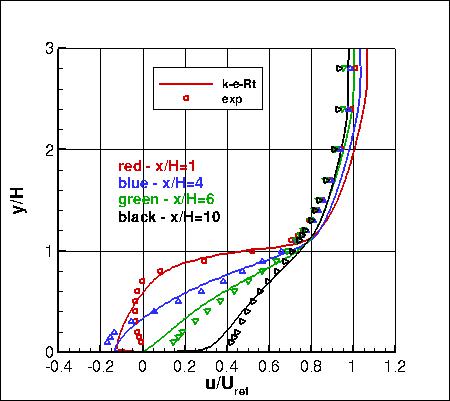 3
k-e-Rt
exp
2
red - x/H=1
blue - x/H=4
green - x/H=6
black - x/H=10
y/H
1
0
-0.4 -0.2 0 0.2 0.4 0.6 0.8 1 1.2
u/Uref